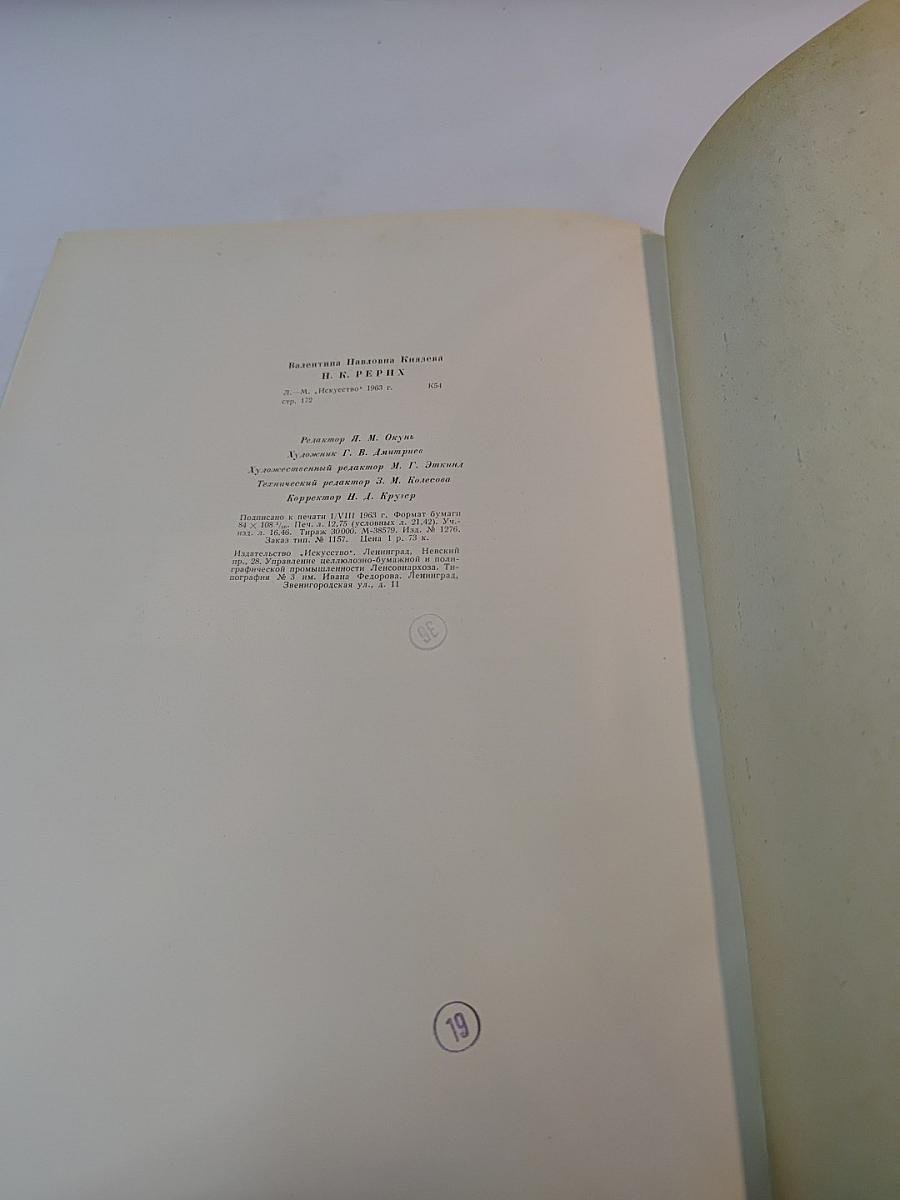 Валентина Павловна Князева
Н. К. РЕРИХ
Л. — М. „Искусство“ 1963 г. К54
стр. 172
Редактор Я. М. Окунь
Художник Г. В. Дмитриев
Художественный редактор М. Г. Эткинд
Технический редактор З. М. Колесова
Корректор Н. Д. Кругер
Подписано к печати 1/VIII 1963 г. Формат бумаги
84 × 108 ¹/₁₆. Печ. л. 12,75 (условных л. 21,42). Уч.-
изд. л. 16,46. Тираж 30000. М-38579. Изд. № 1276.
Заказ тип. № 1157. Цена 1 р. 73 к.
Издательство „Искусство“. Ленинград, Невский
пр., 28. Управление целлюлозно-бумажной и поли-
графической промышленности Ленсовнархоза. Ти-
пография № 3 им. Ивана Федорова. Ленинград,
Звенигородская ул., д. 11
36
19